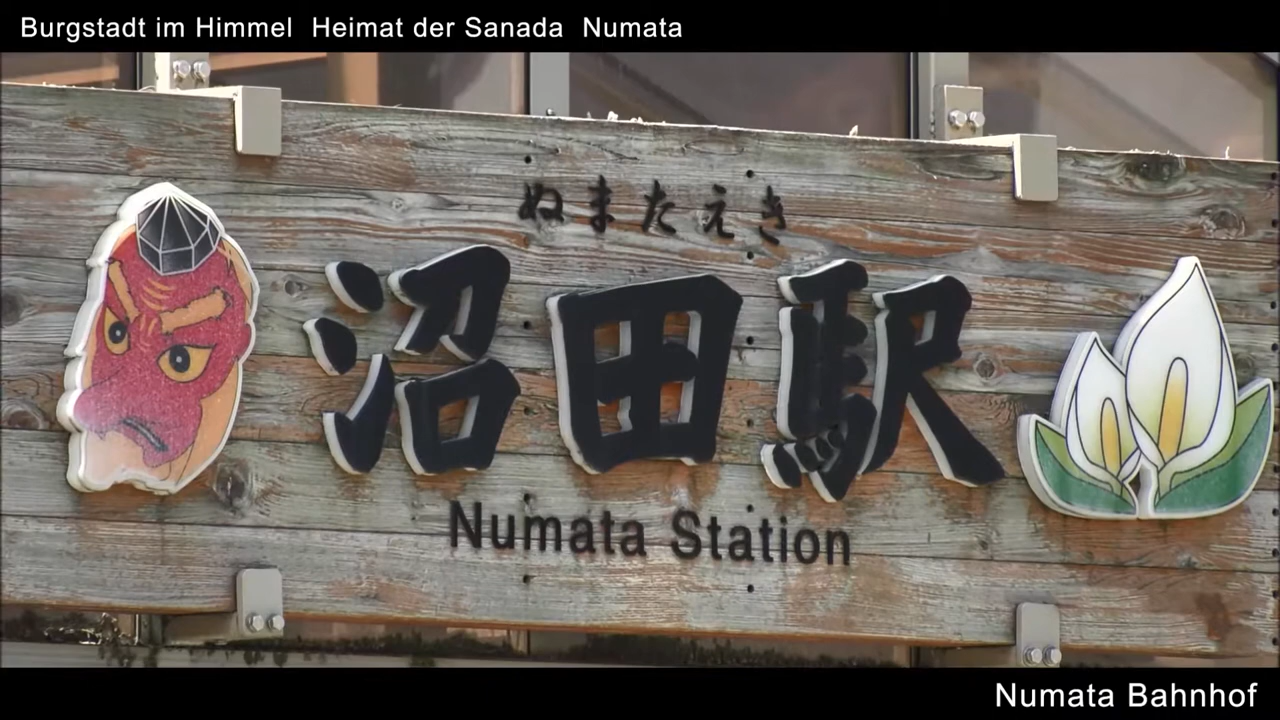 Burgstadt im Himmel Heimat der Sanada Numata
ぬまたえき
沼田駅
Numata Station
Numata Bahnhof